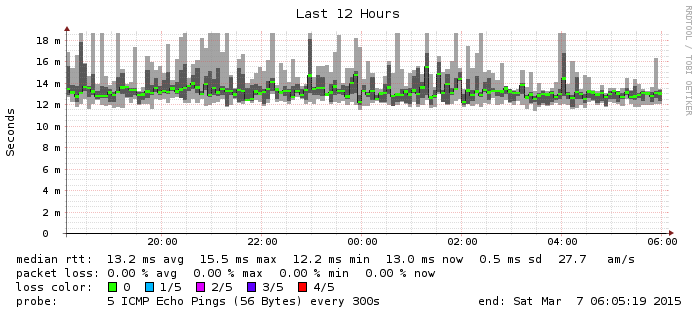 Last 12 Hours
RRDTOOL / TOBI OETIKER
Seconds
18 m
16 m
14 m
12 m
10 m
8 m
6 m
4 m
2 m
0
20:00 22:00 00:00 02:00 04:00 06:00
median rtt: 13.2 ms avg 15.5 ms max 12.2 ms min 13.0 ms now 0.5 ms sd 27.7 am/s
packet loss: 0.00 % avg 0.00 % max 0.00 % min 0.00 % now
loss color: 0 1/5 2/5 3/5 4/5
probe: 5 ICMP Echo Pings (56 Bytes) every 300s end: Sat Mar 7 06:05:19 2015